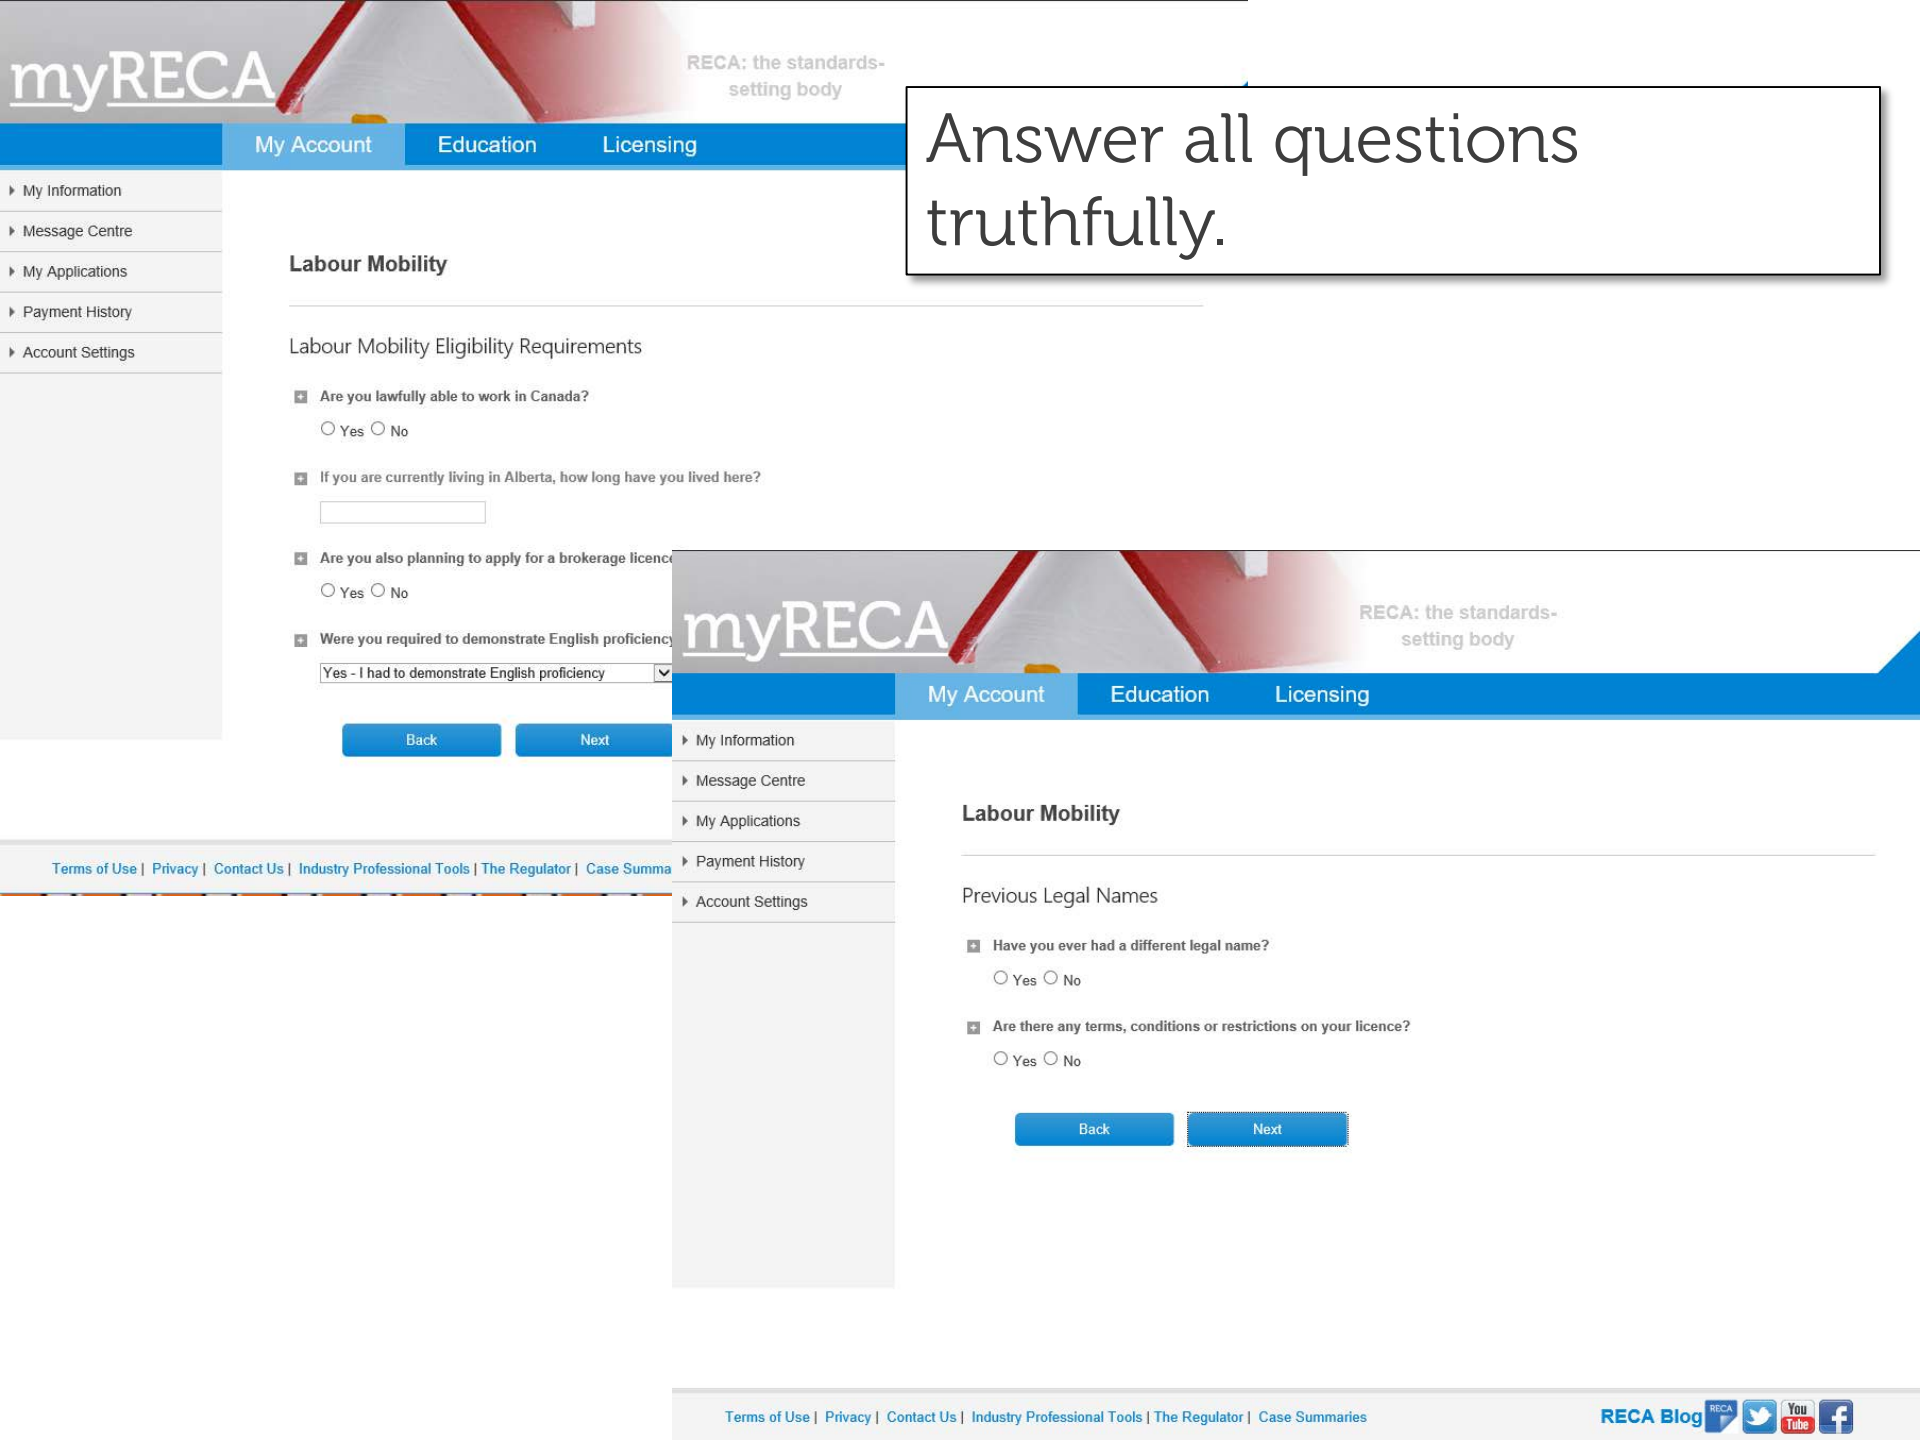 myRECA
RECA: the standards-
setting body
Answer all questions
truthfully.
My Account Education Licensing
My Information
Message Centre
My Applications
Payment History
Account Settings
Labour Mobility
Labour Mobility Eligibility Requirements
Are you lawfully able to work in Canada?
Yes No
If you are currently living in Alberta, how long have you lived here?
Are you also planning to apply for a brokerage licence
Yes No
Were you required to demonstrate English proficiency
Yes - I had to demonstrate English proficiency
Back Next
Terms of Use | Privacy | Contact Us | Industry Professional Tools | The Regulator | Case Summa
myRECA
RECA: the standards-
setting body
My Account Education Licensing
My Information
Message Centre
My Applications
Payment History
Account Settings
Labour Mobility
Previous Legal Names
Have you ever had a different legal name?
Yes No
Are there any terms, conditions or restrictions on your licence?
Yes No
Back Next
Terms of Use | Privacy | Contact Us | Industry Professional Tools | The Regulator | Case Summaries
RECA Blog RECA You Tube